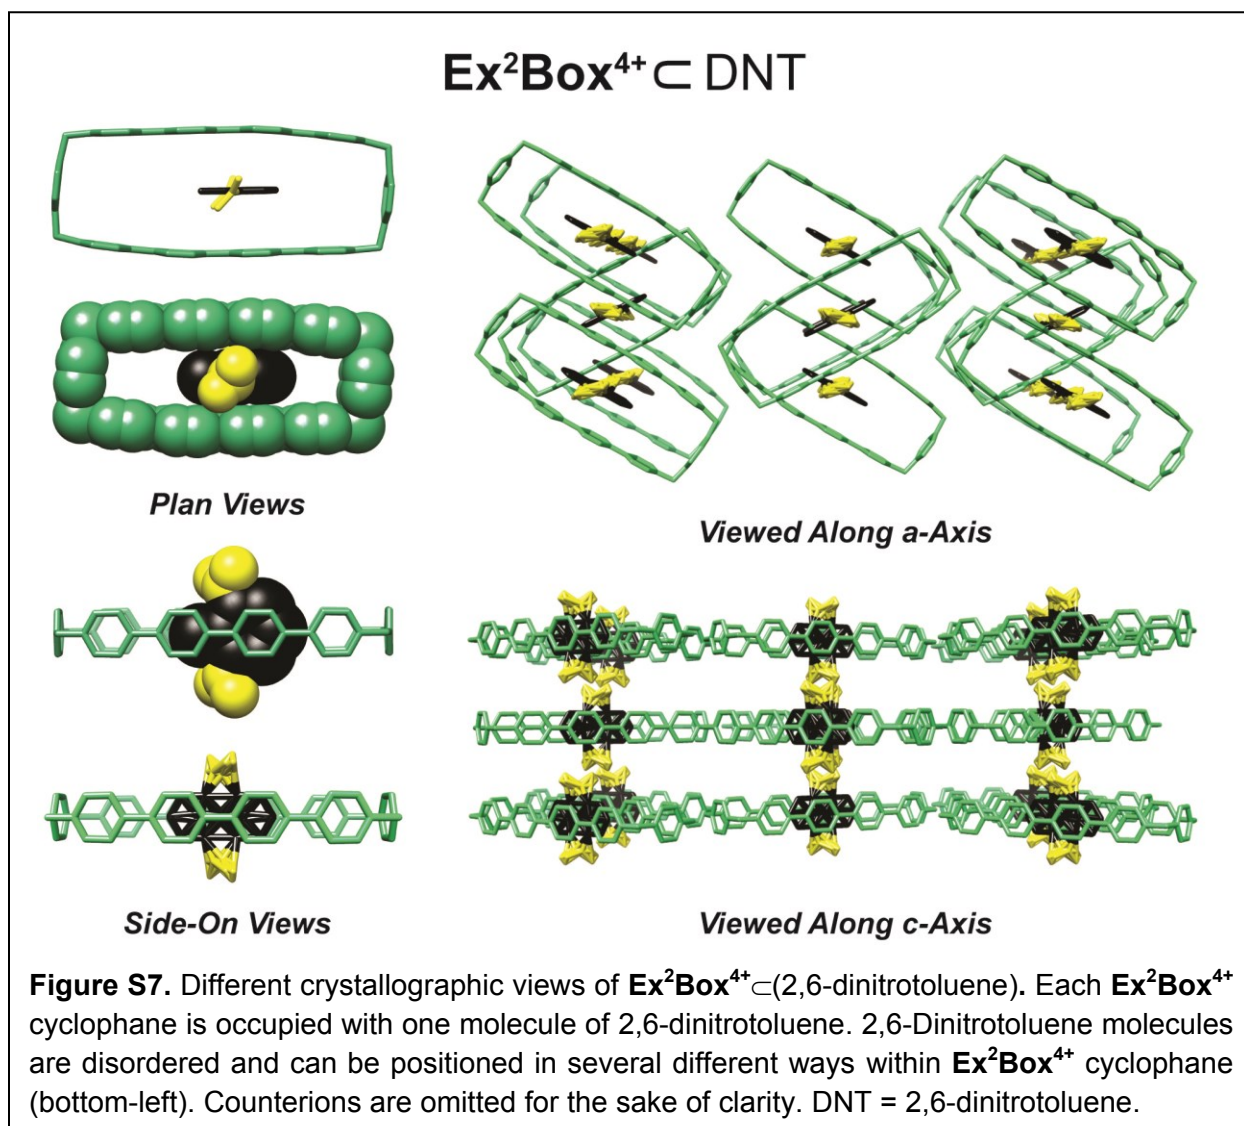 Ex²Box⁴⁺ ⊂ DNT
Plan Views
Viewed Along a-Axis
Side-On Views
Viewed Along c-Axis
Figure S7. Different crystallographic views of Ex²Box⁴⁺⊂(2,6-dinitrotoluene). Each Ex²Box⁴⁺
cyclophane is occupied with one molecule of 2,6-dinitrotoluene. 2,6-Dinitrotoluene molecules
are disordered and can be positioned in several different ways within Ex²Box⁴⁺ cyclophane
(bottom-left). Counterions are omitted for the sake of clarity. DNT = 2,6-dinitrotoluene.